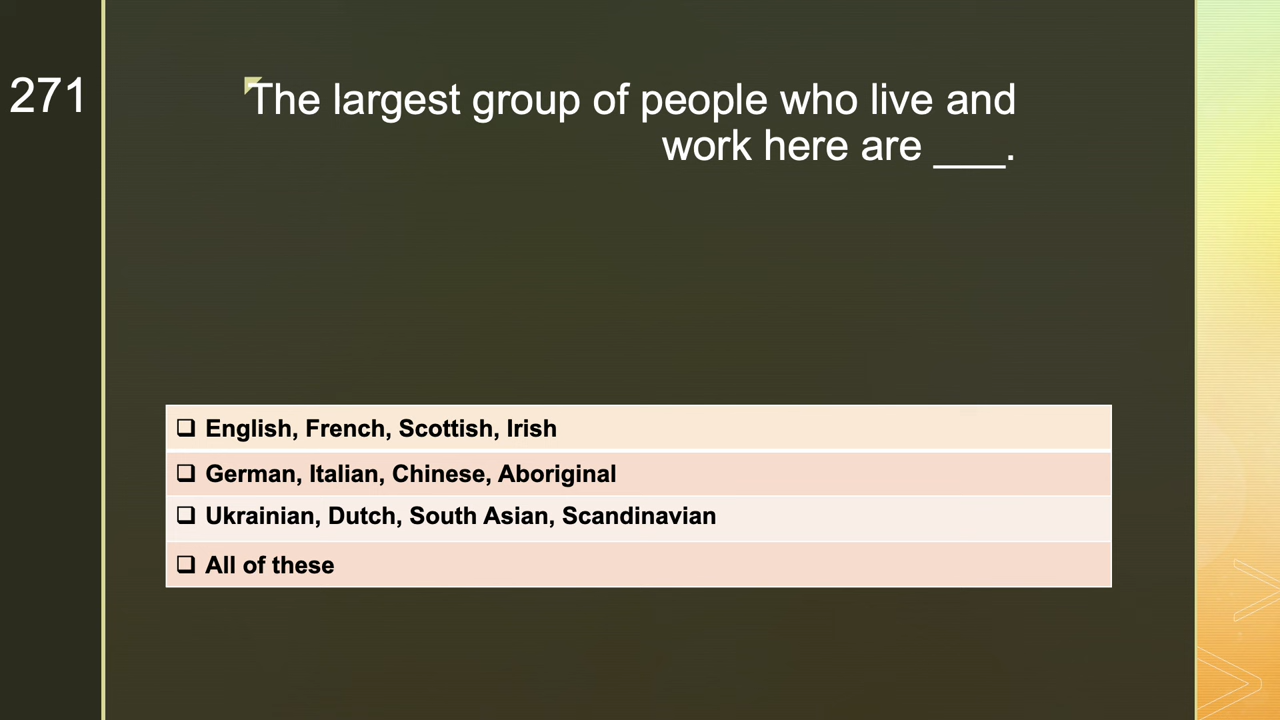 271
The largest group of people who live and
work here are ___.
❑ English, French, Scottish, Irish
❑ German, Italian, Chinese, Aboriginal
❑ Ukrainian, Dutch, South Asian, Scandinavian
❑ All of these